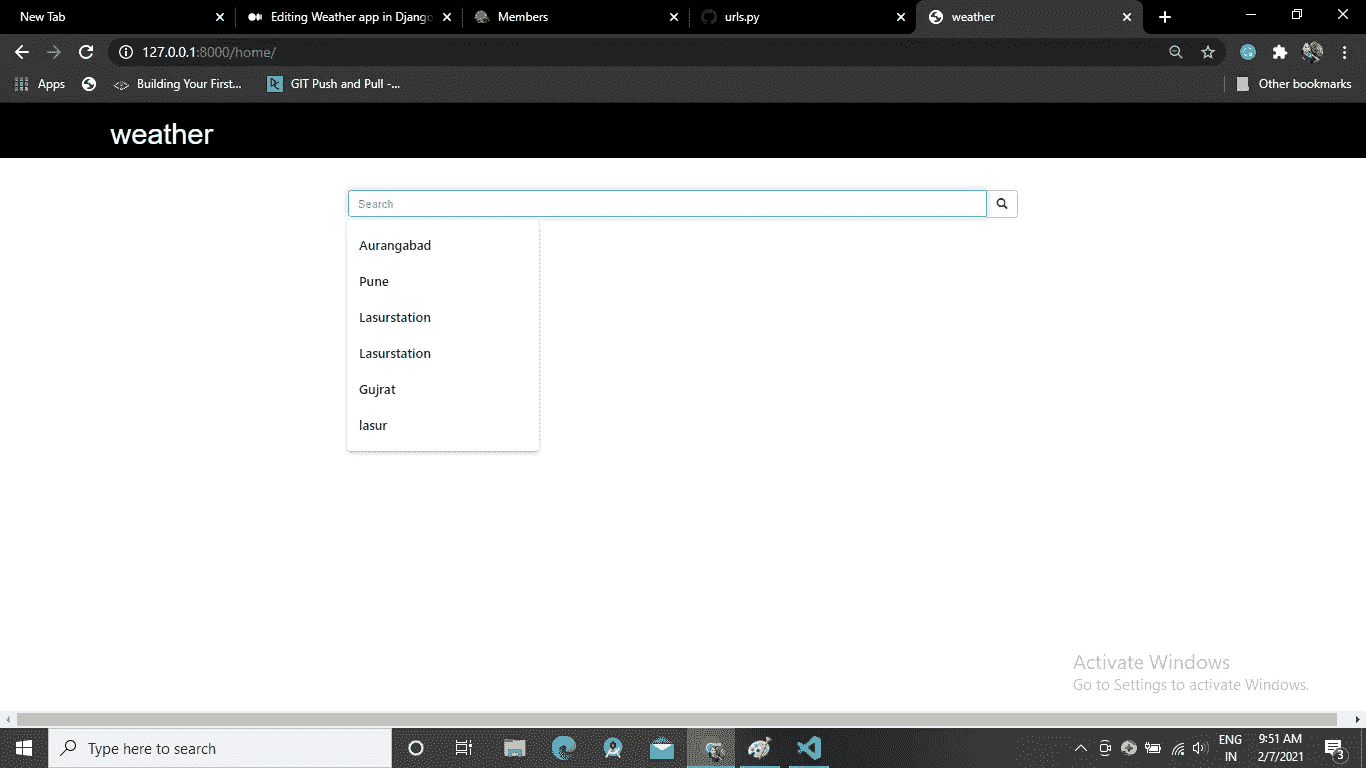 New Tab
Editing Weather app in Django
Members
urls.py
weather
127.0.0.1:8000/home/
Apps
Building Your First...
GIT Push and Pull -...
Other bookmarks
weather
Search
Aurangabad
Pune
Lasurstation
Lasurstation
Gujrat
lasur
Activate Windows
Go to Settings to activate Windows.
Type here to search
ENG
IN
9:51 AM
2/7/2021
3